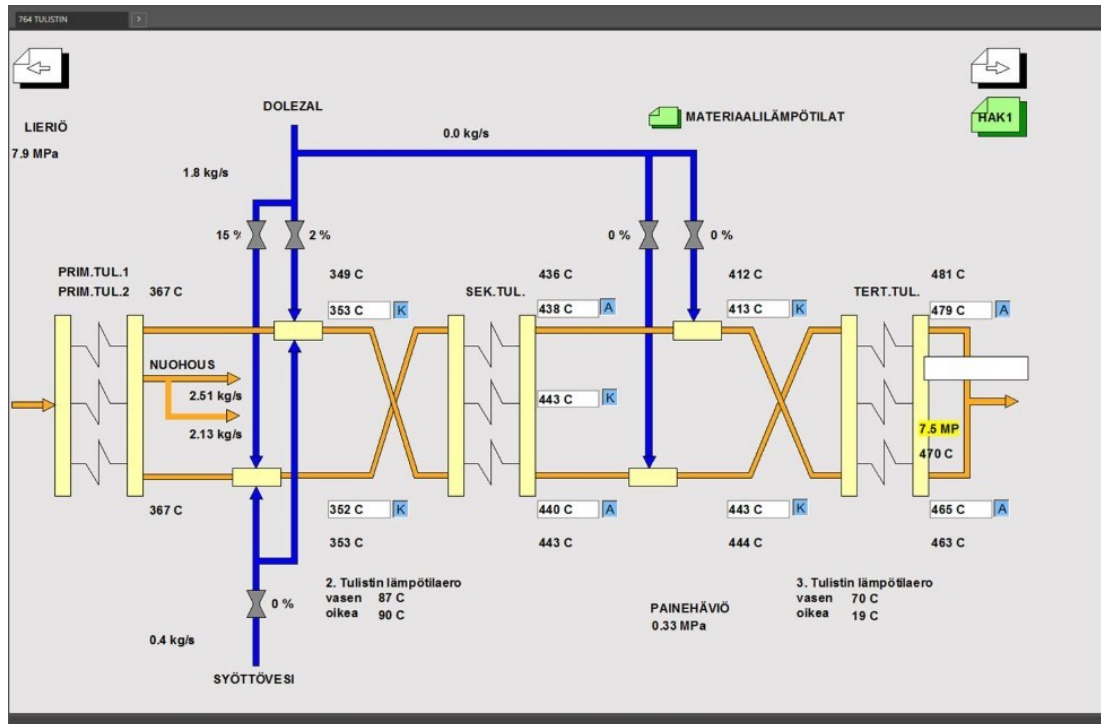 764 TULISTIN
LIERIÖ
7.9 MPa
DOLEZAL
0.0 kg/s
MATERIAALILÄMPÖTILAT
HAK1
1.8 kg/s
15 %
2 %
0 %
0 %
PRIM.TUL.1
PRIM.TUL.2
367 C
349 C
353 C
K
SEK.TUL.
436 C
438 C
A
412 C
413 C
K
TERT.TUL.
481 C
479 C
A
NUOHOUS
2.51 kg/s
2.13 kg/s
443 C
K
7.5 MP
470 C
367 C
352 C
K
353 C
440 C
A
443 C
443 C
K
444 C
465 C
A
463 C
2. Tulistin lämpötilaero
vasen 87 C
oikea 90 C
0 %
0.4 kg/s
SYÖTTÖVESI
PAINEHÄVIÖ
0.33 MPa
3. Tulistin lämpötilaero
vasen 70 C
oikea 19 C